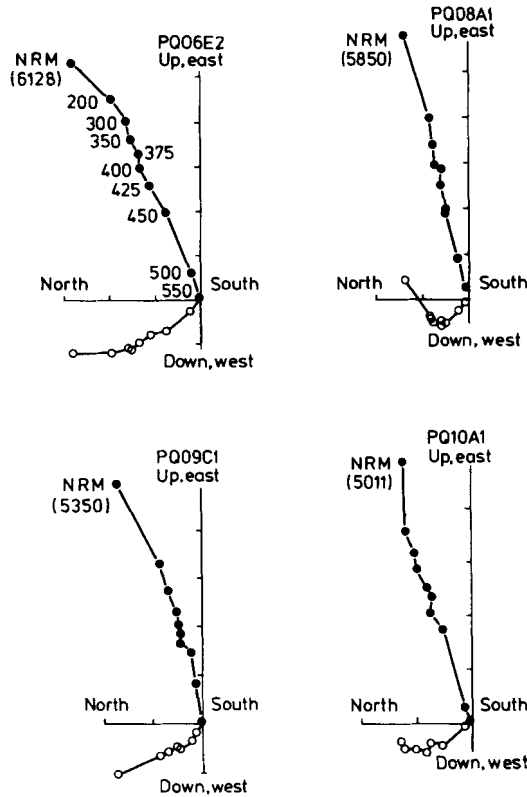 PQ06E2
Up, east
NRM
(6128)
200
300
350
375
400
425
450
500
550
North
South
Down, west
PQ08A1
Up, east
NRM
(5850)
North
South
Down, west
PQ09C1
Up, east
NRM
(5350)
North
South
Down, west
PQ10A1
Up, east
NRM
(5011)
North
South
Down, west